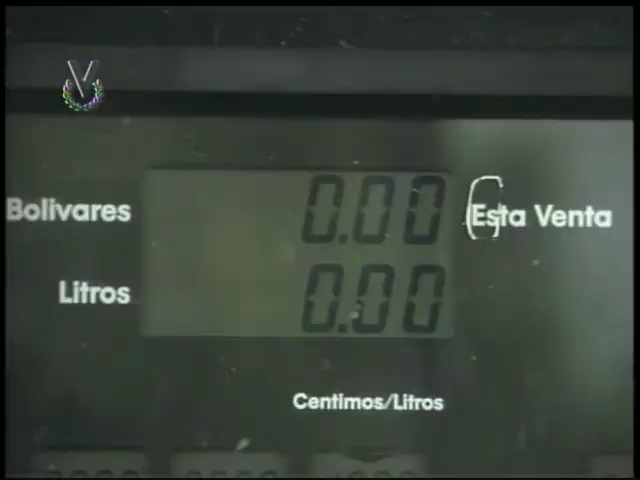 V
Bolivares 0.00 Esta Venta
Litros 0.00
Centimos/Litros